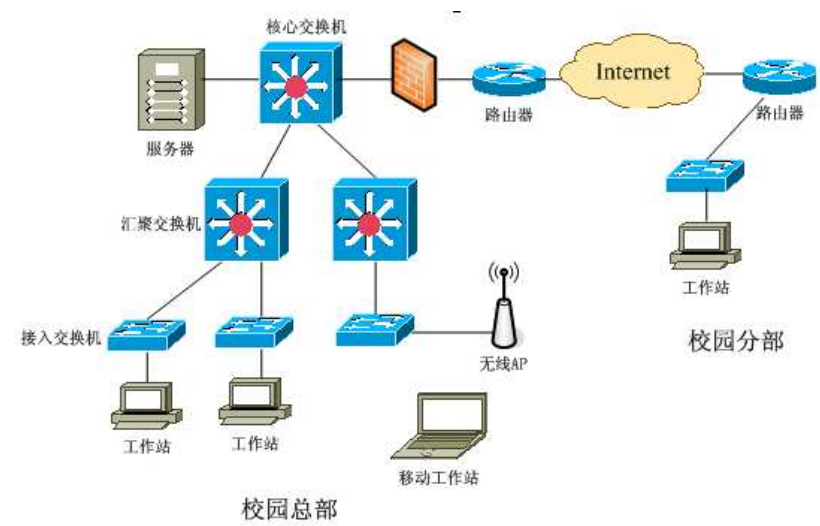 核心交换机
Internet
服务器
路由器
路由器
汇聚交换机
工作站
接入交换机
无线AP
校园分部
工作站
工作站
移动工作站
校园总部